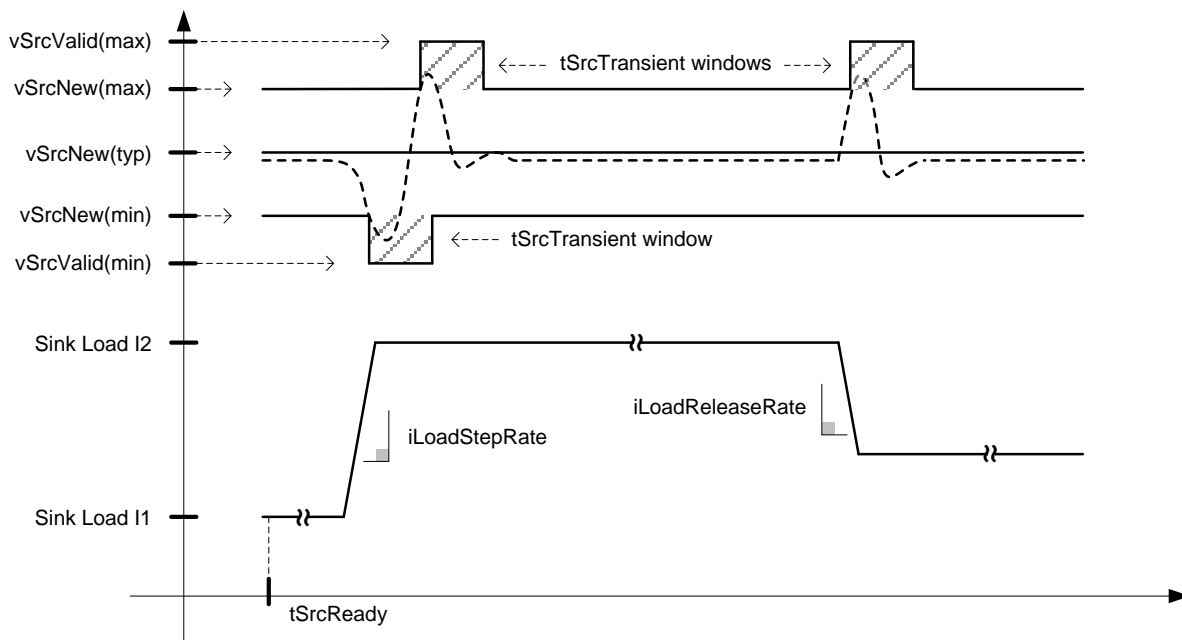 vSrcValid(max)
tSrcTransient windows
vSrcNew(max)
vSrcNew(typ)
vSrcNew(min)
tSrcTransient window
vSrcValid(min)
Sink Load I2
iLoadReleaseRate
iLoadStepRate
Sink Load I1
tSrcReady